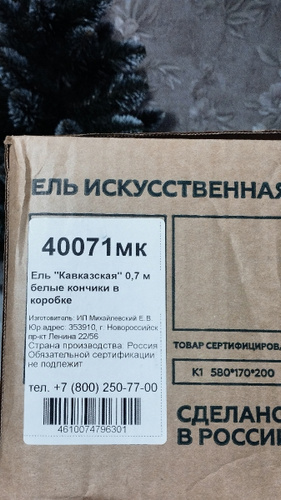 ЕЛЬ ИСКУССТВЕННАЯ
40071мк
Ель "Кавказская" 0,7 м
белые кончики в
коробке
Изготовитель: ИП Михайлевский Е.В.
Юр.адрес: 353910, г. Новороссийск
пр-кт Ленина 22/56
Страна производства: Россия
Обязательной сертификации
не подлежит
тел. +7 (800) 250-77-00
4610074796301
ТОВАР СЕРТИФИЦИРОВА
К1 580*170*200
СДЕЛАНО
В РОССИИ